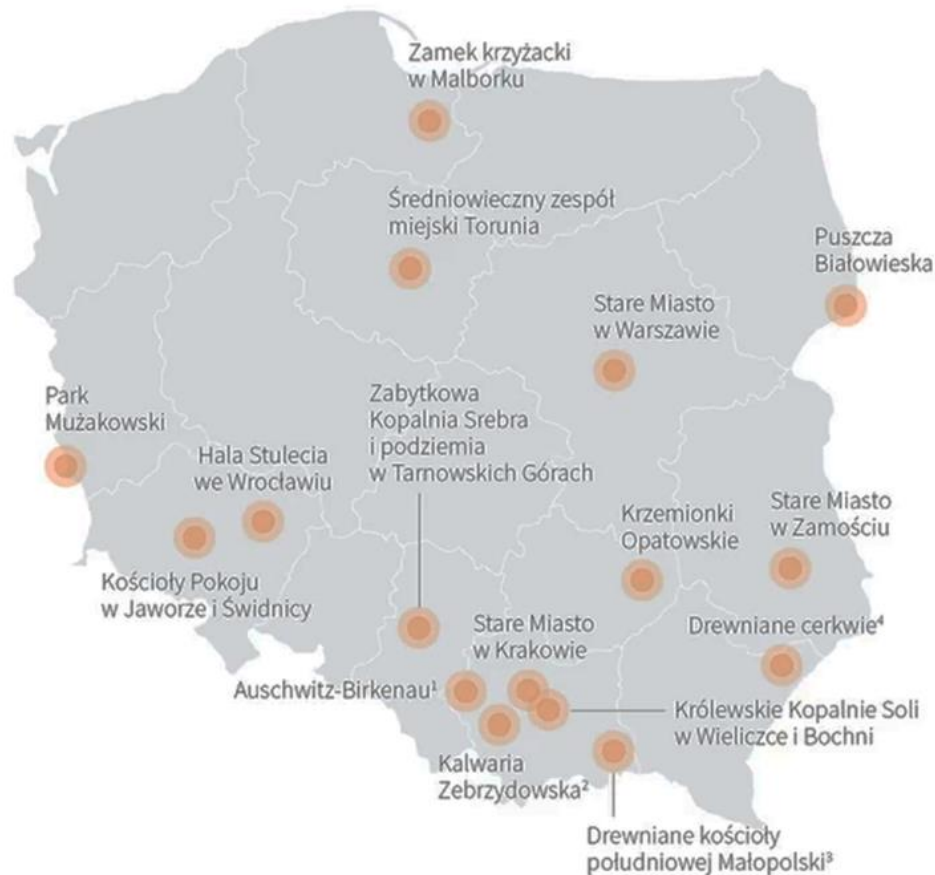 Zamek krzyżacki
w Malborku
Średniowieczny zespół
miejski Torunia
Puszcza
Białowieska
Stare Miasto
w Warszawie
Park
Mużakowski
Zabytkowa
Kopalnia Srebra
i podziemia
w Tarnowskich Górach
Hala Stulecia
we Wrocławiu
Krzemionki
Opatowskie
Stare Miasto
w Zamościu
Kościoły Pokoju
w Jaworze i Świdnicy
Stare Miasto
w Krakowie
Drewniane cerkwie⁴
Auschwitz-Birkenau¹
Królewskie Kopalnie Soli
w Wieliczce i Bochni
Kalwaria
Zebrzydowska²
Drewniane kościoły
południowej Małopolski³